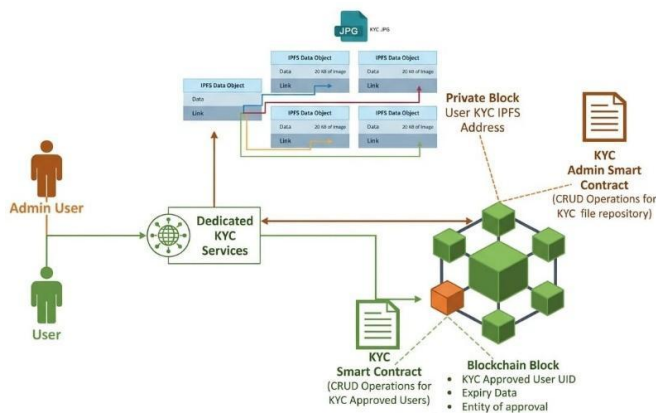 JPG
KYC JPG
IPFS Data Object
Data 20 KB of Image
Link
IPFS Data Object
Data 20 KB of Image
Link
IPFS Data Object
Data
Link
IPFS Data Object
Data 20 KB of Image
Link
IPFS Data Object
Data 20 KB of Image
Link
Private Block
User KYC IPFS
Address
KYC
Admin Smart
Contract
(CRUD Operations for
KYC file repository)
Admin User
Dedicated
KYC
Services
User
KYC
Smart Contract
(CRUD Operations for
KYC Approved Users)
Blockchain Block
• KYC Approved User UID
• Expiry Data
• Entity of approval